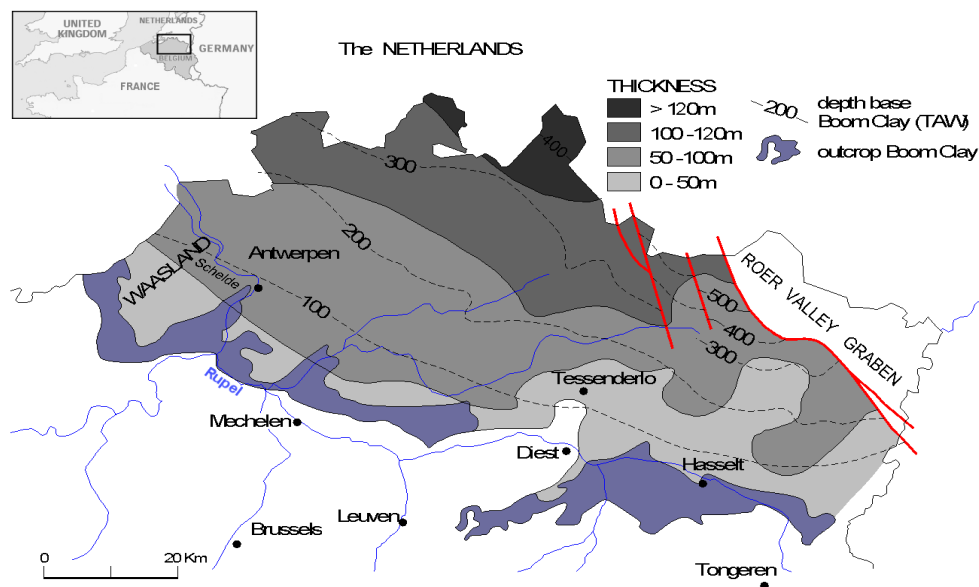 UNITED
KINGDOM
NETHERLANDS
GERMANY
BELGIUM
FRANCE
The NETHERLANDS
THICKNESS
> 120m
100 -120m
50 -100m
0 - 50m
200
depth base
Boom Clay (TAW)
outcrop Boom Clay
400
300
200
100
500
400
300
WAASLAND
Schelde
Antwerpen
ROER VALLEY
GRABEN
Rupel
Tessenderlo
Mechelen
Diest
Hasselt
Leuven
Brussels
Tongeren
0 20 Km